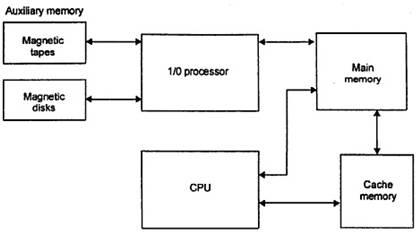 Auxiliary memory
Magnetic
tapes
Magnetic
disks
1/0 processor
Main
memory
CPU
Cache
memory